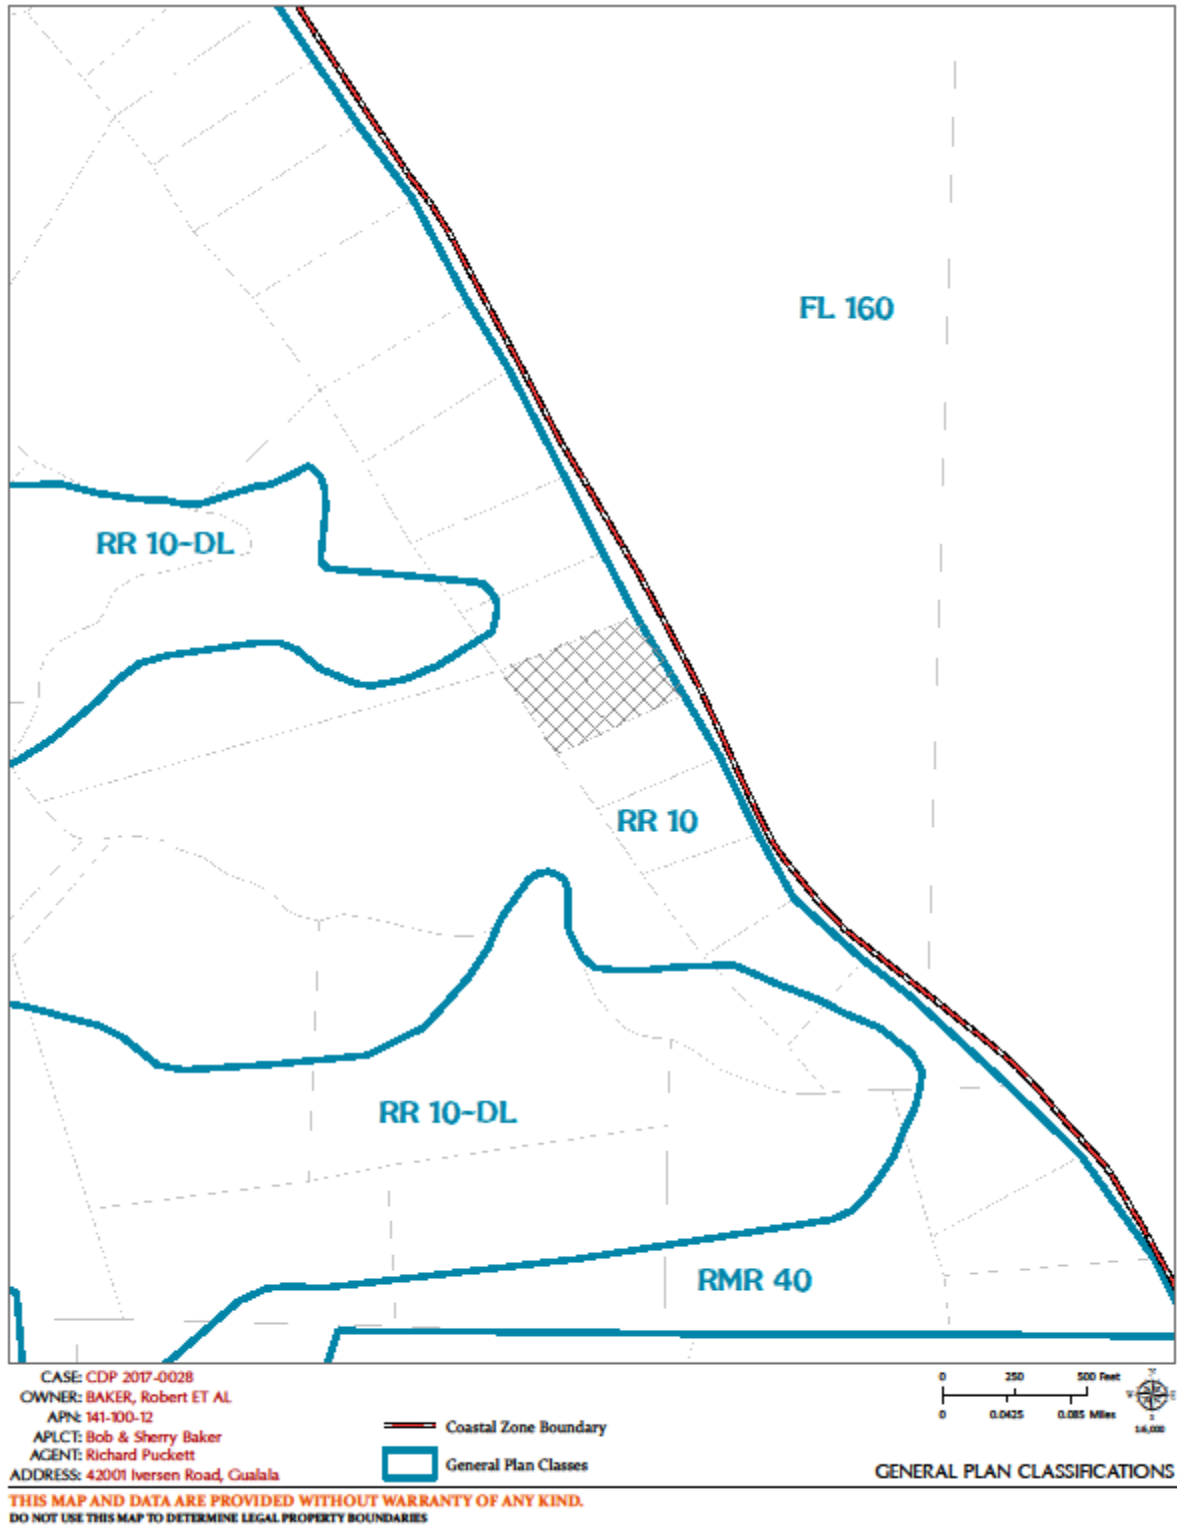 FL 160
RR 10-DL
RR 10
RR 10-DL
RMR 40
CASE: CDP 2017-0028
OWNER: BAKER, Robert ET AL
APN: 141-100-12
APLCT: Bob & Sherry Baker
AGENT: Richard Puckett
ADDRESS: 42001 Iversen Road, Gualala
Coastal Zone Boundary
General Plan Classes
0 250 500 Feet
0 0.0425 0.085 Miles
1:6,000
GENERAL PLAN CLASSIFICATIONS
THIS MAP AND DATA ARE PROVIDED WITHOUT WARRANTY OF ANY KIND.
DO NOT USE THIS MAP TO DETERMINE LEGAL PROPERTY BOUNDARIES